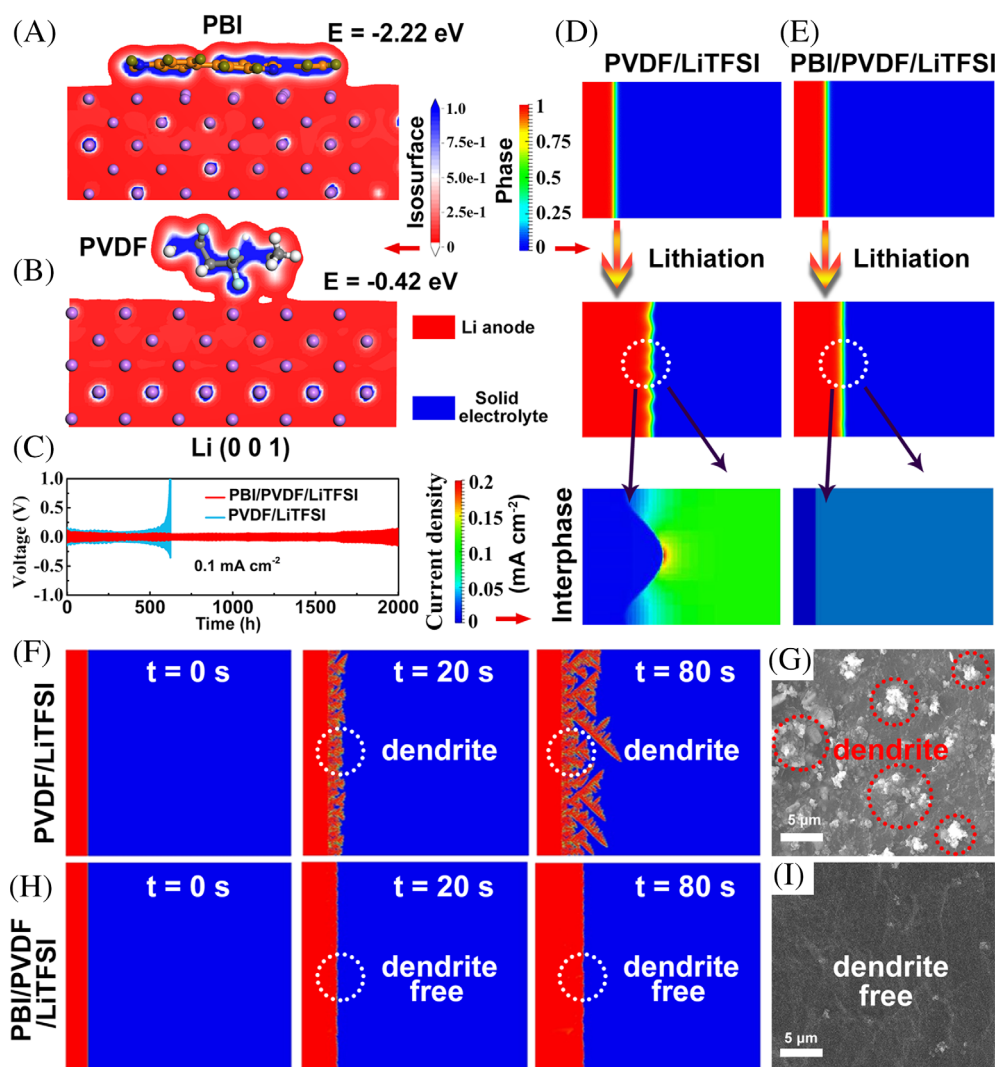 (A)
PBI
E = -2.22 eV
PVDF
(B)
E = -0.42 eV
Li (0 0 1)
Isosurface
1.0
7.5e-1
5.0e-1
2.5e-1
0
Phase
1
0.75
0.5
0.25
0
Li anode
Solid
electrolyte
(C)
Voltage (V)
1.0
0.5
0.0
-0.5
-1.0
PBI/PVDF/LiTFSI
PVDF/LiTFSI
0.1 mA cm-2
0
500
1000
1500
2000
Time (h)
Current density
(mA cm-2)
0.2
0.15
0.1
0.05
0
(D)
PVDF/LiTFSI
Lithiation
Interphase
(E)
PBI/PVDF/LiTFSI
Lithiation
(F)
PVDF/LiTFSI
t = 0 s
t = 20 s
dendrite
t = 80 s
dendrite
(G)
dendrite
5 μm
(H)
PBI/PVDF
/LiTFSI
t = 0 s
t = 20 s
dendrite
free
t = 80 s
dendrite
free
(I)
dendrite
free
5 μm